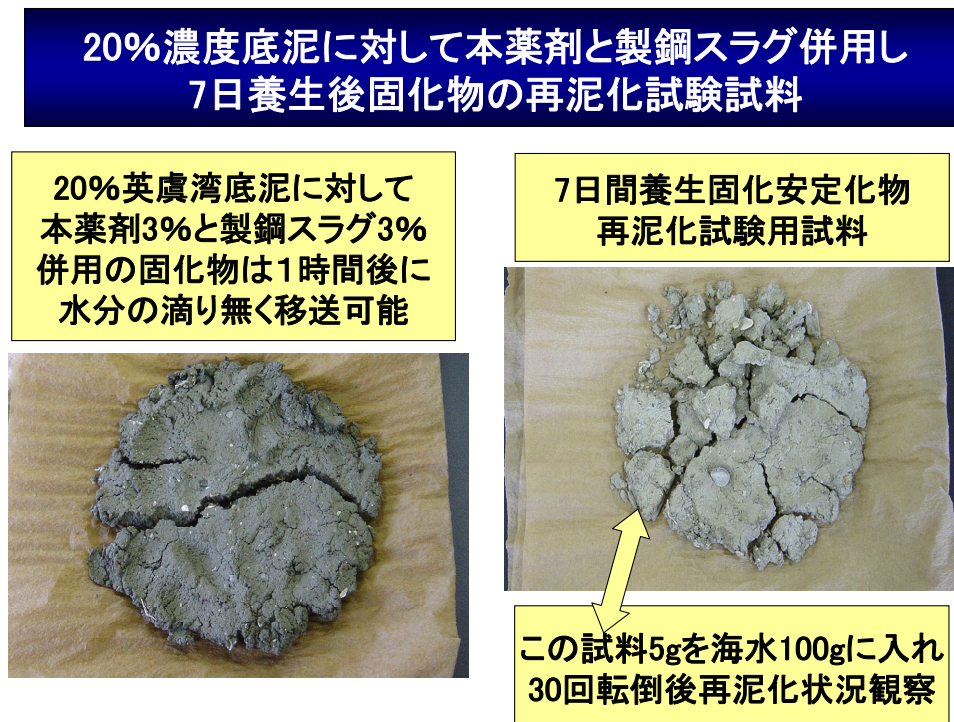 20%濃度底泥に対して本薬剤と製鋼スラグ併用し
7日養生後固化物の再泥化試験試料
20%英虞湾底泥に対して
本薬剤3%と製鋼スラグ3%
併用の固化物は１時間後に
水分の滴り無く移送可能
7日間養生固化安定化物
再泥化試験用試料
この試料5gを海水100gに入れ
30回転倒後再泥化状況観察